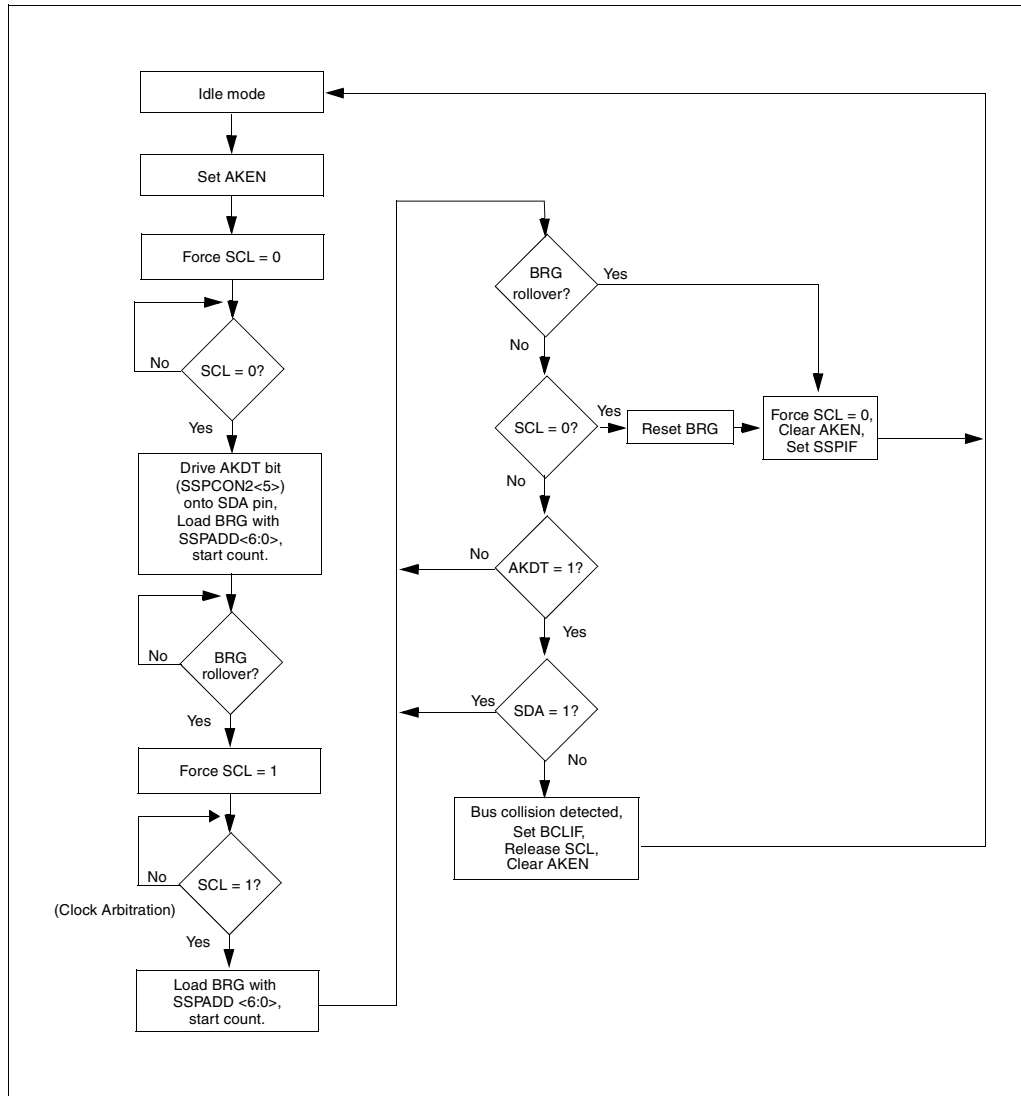 Idle mode
Set AKEN
Force SCL = 0
SCL = 0?
No
Yes
Drive AKDT bit
(SSPCON2<5>)
onto SDA pin,
Load BRG with
SSPADD<6:0>,
start count.
BRG
rollover?
No
Yes
Force SCL = 1
SCL = 1?
No
(Clock Arbitration)
Yes
Load BRG with
SSPADD <6:0>,
start count.
BRG
rollover?
Yes
No
SCL = 0?
Yes
Reset BRG
Force SCL = 0,
Clear AKEN,
Set SSPIF
No
AKDT = 1?
No
Yes
SDA = 1?
Yes
No
Bus collision detected,
Set BCLIF,
Release SCL,
Clear AKEN